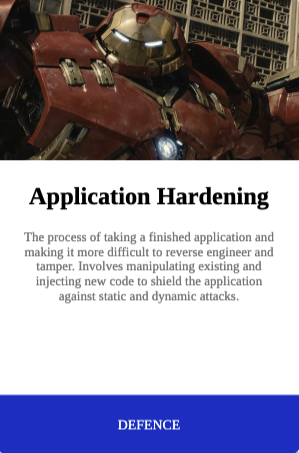 Application Hardening
The process of taking a finished application and
making it more difficult to reverse engineer and
tamper. Involves manipulating existing and
injecting new code to shield the application
against static and dynamic attacks.
DEFENCE